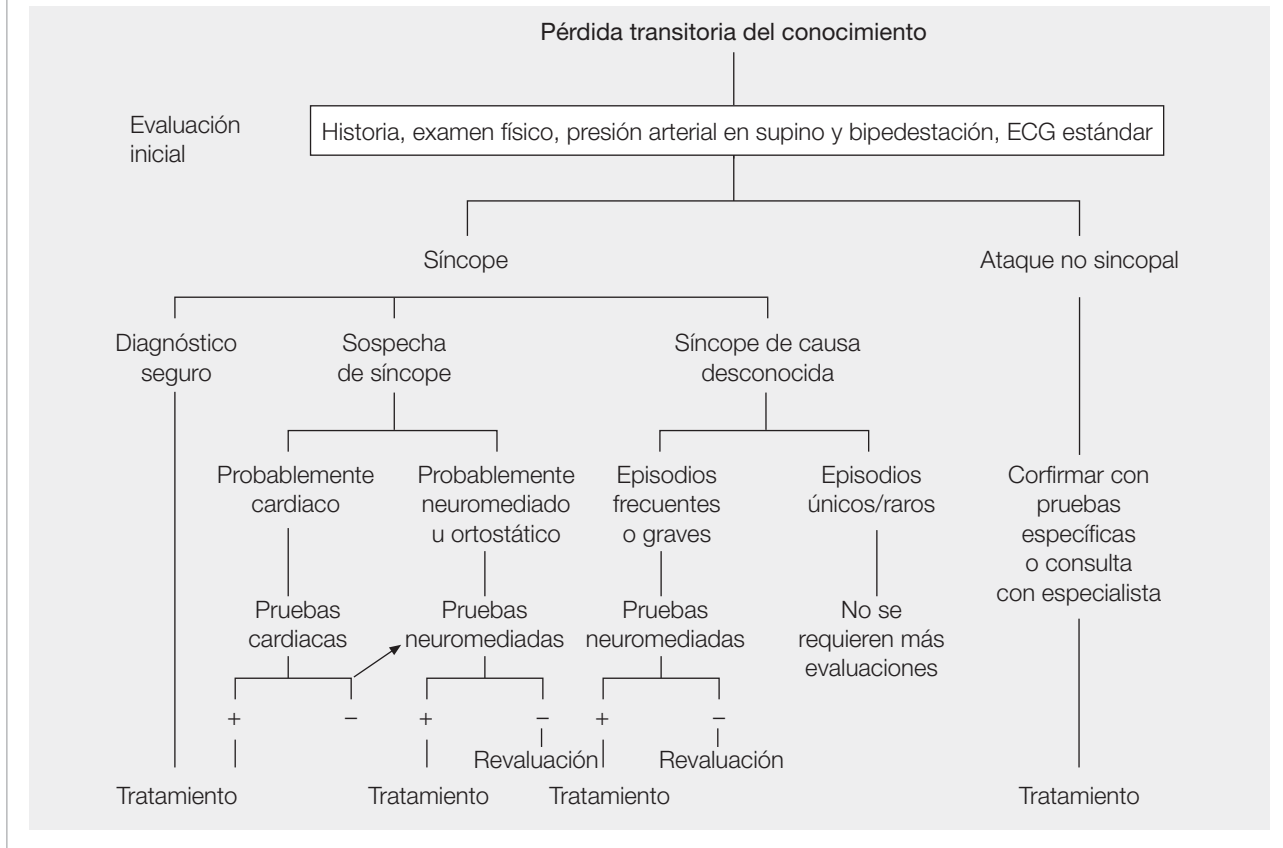 Pérdida transitoria del conocimiento
Evaluación
inicial
Historia, examen físico, presión arterial en supino y bipedestación, ECG estándar
Síncope
Ataque no sincopal
Diagnóstico
seguro
Sospecha
de síncope
Síncope de causa
desconocida
Probablemente
cardiaco
Probablemente
neuromediado
u ortostático
Episodios
frecuentes
o graves
Episodios
únicos/raros
Corfirmar con
pruebas
específicas
o consulta
con especialista
Pruebas
cardiacas
Pruebas
neuromediadas
Pruebas
neuromediadas
No se
requieren más
evaluaciones
+ – + – + –
Revaluación Revaluación
Tratamiento Tratamiento Tratamiento Tratamiento